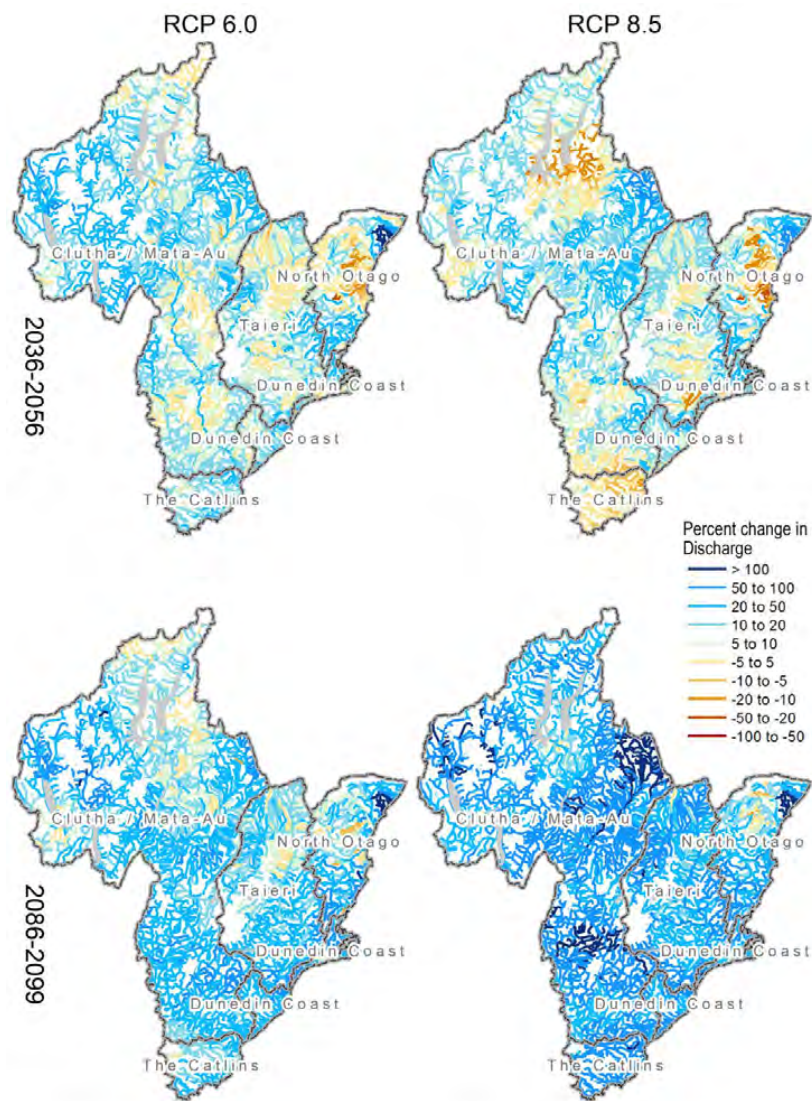 RCP 6.0
RCP 8.5
2036-2056
Clutha / Mata-Au
North Otago
Taieri
Dunedin Coast
Dunedin Coast
The Catlins
Clutha / Mata-Au
North Otago
Taieri
Dunedin Coast
Dunedin Coast
The Catlins
Percent change in
Discharge
> 100
50 to 100
20 to 50
10 to 20
5 to 10
-5 to 5
-10 to -5
-20 to -10
-50 to -20
-100 to -50
2086-2099
Clutha / Mata-Au
North Otago
Taieri
Dunedin Coast
Dunedin Coast
The Catlins
Clutha / Mata-Au
North Otago
Taieri
Dunedin Coast
Dunedin Coast
The Catlins